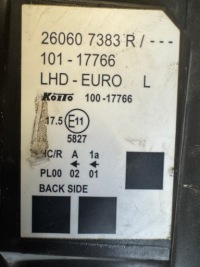 26060 7383 R / ---
101 - 17766
LHD - EURO L
Koito 100-17766
17.5 E11
5827
HC/R A 1a
← ←
PL00 02 01
BACK SIDE